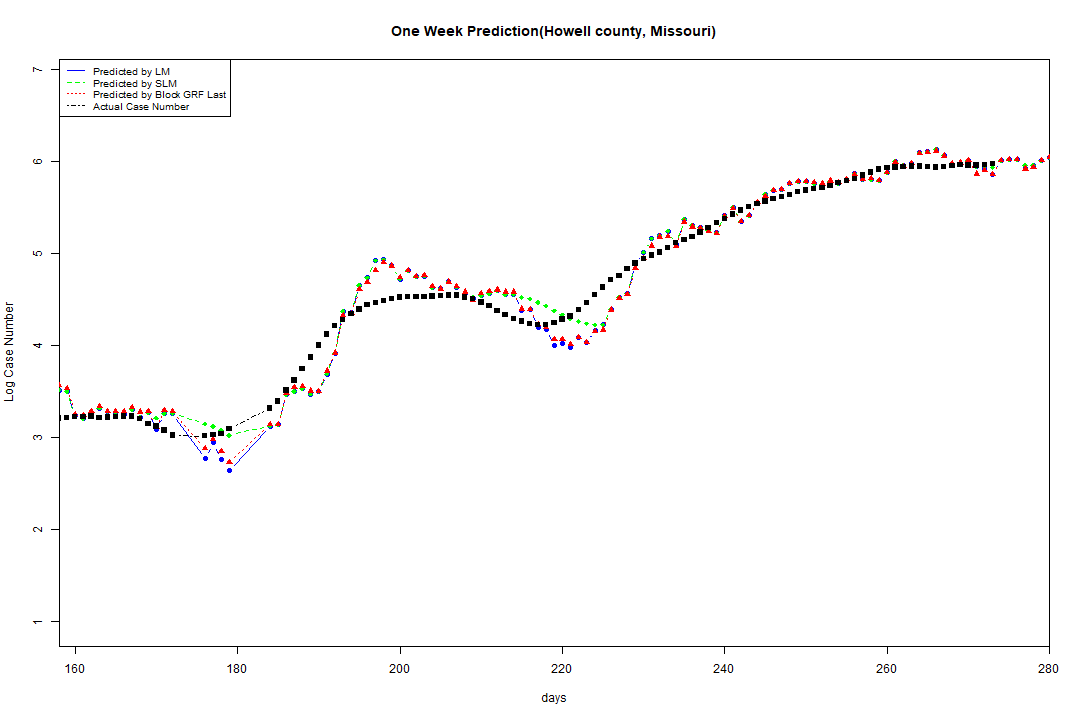 One Week Prediction(Howell county, Missouri)
Predicted by LM
Predicted by SLM
Predicted by Block GRF Last
Actual Case Number
7
6
5
4
3
2
1
Log Case Number
160 180 200 220 240 260 280
days